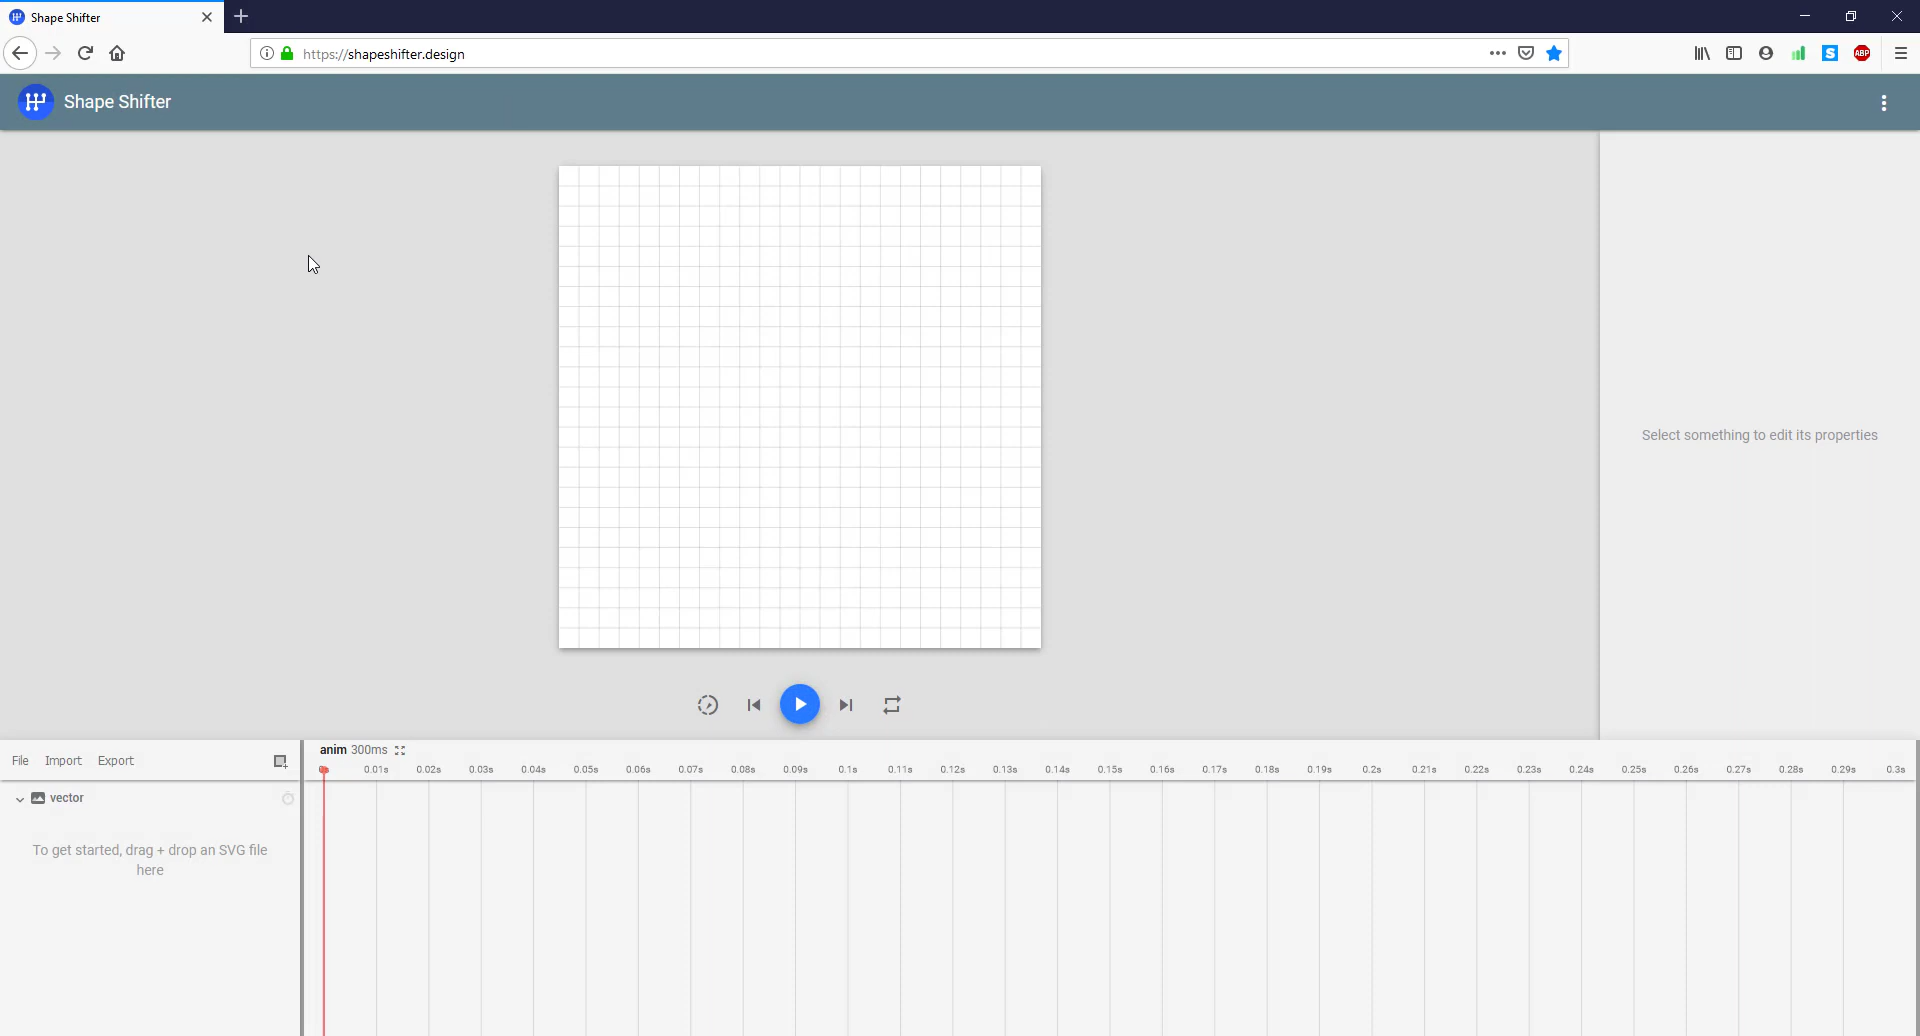 Shape Shifter
https://shapeshifter.design
ABP
Shape Shifter
Select something to edit its properties
anim 300ms
File Import Export
0s 0.01s 0.02s 0.03s 0.04s 0.05s 0.06s 0.07s 0.08s 0.09s 0.1s 0.11s 0.12s 0.13s 0.14s 0.15s 0.16s 0.17s 0.18s 0.19s 0.2s 0.21s 0.22s 0.23s 0.24s 0.25s 0.26s 0.27s 0.28s 0.29s 0.3s
vector
To get started, drag + drop an SVG file
here